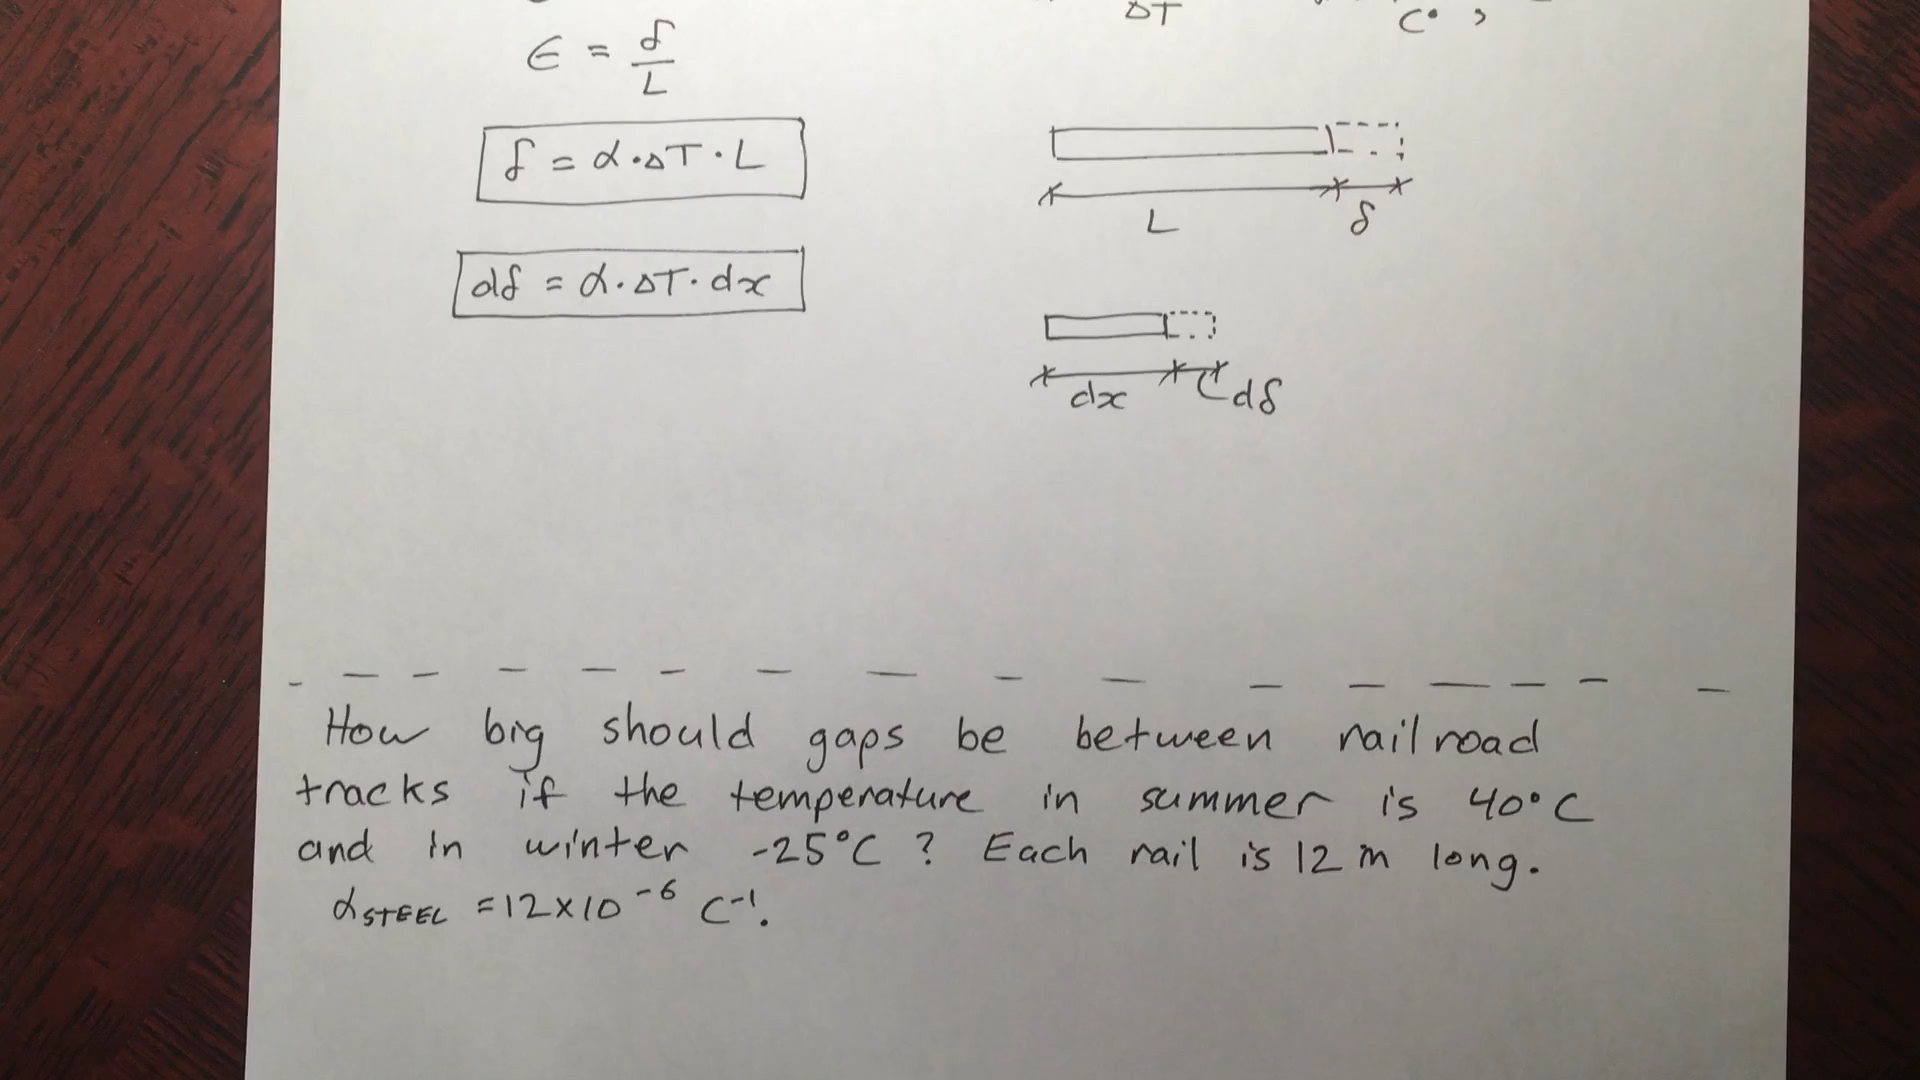 ΔT
C°,
ϵ = δ/L
δ = α·ΔT·L
L
δ
dδ = α·ΔT·dx
dx
dδ
How big should gaps be between railroad
tracks if the temperature in summer is 40°C
and in winter -25°C? Each rail is 12 m long.
αSTEEL = 12×10⁻⁶ C⁻¹.